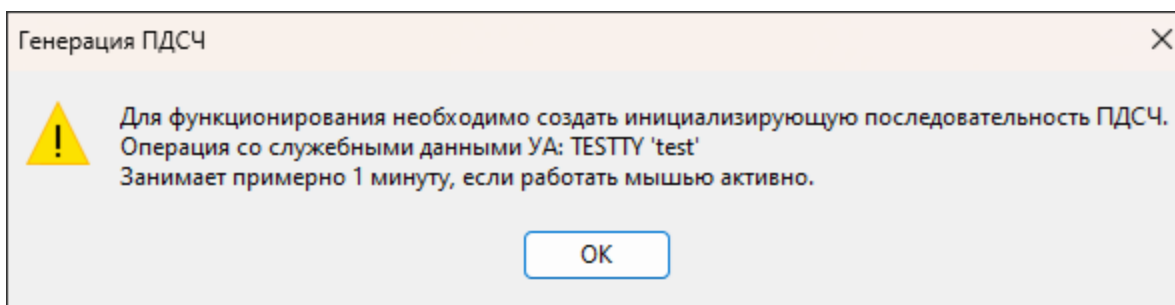 Генерация ПДСЧ
Для функционирования необходимо создать инициализирующую последовательность ПДСЧ.
Операция со служебными данными УА: TESTTY 'test'
Занимает примерно 1 минуту, если работать мышью активно.
OK